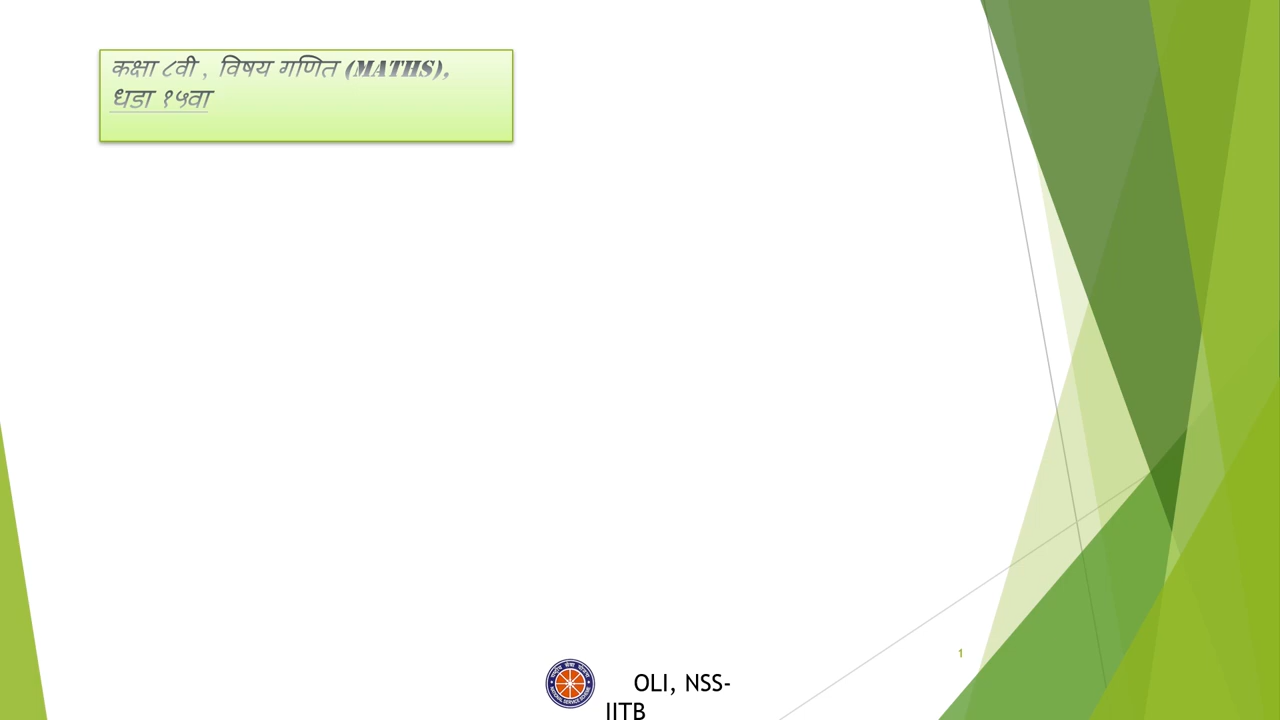 कक्षा ८वी , विषय गणित (MATHS),
धडा १५वा
1
OLI, NSS-
IITB